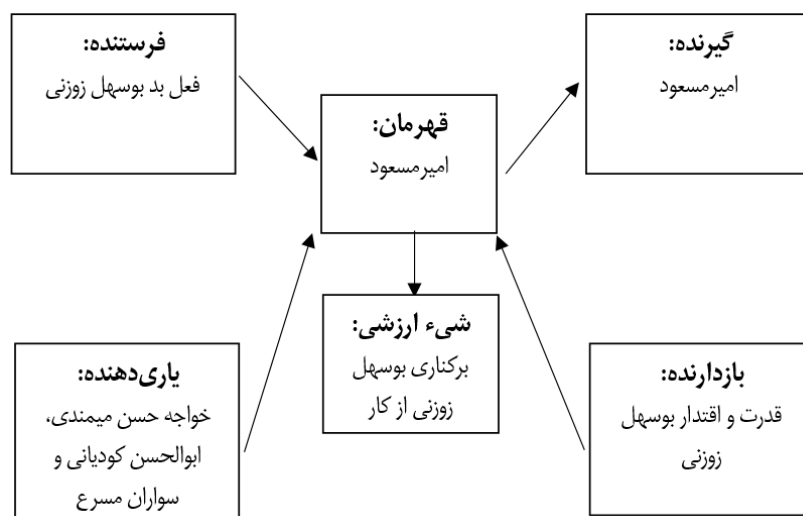 گیرنده:
امیرمسعود
فرستنده:
فعل بد بوسهل زوزنی
قهرمان:
امیرمسعود
شیء ارزشی:
برکناری بوسهل
زوزنی از کار
بازدارنده:
قدرت و اقتدار بوسهل
زوزنی
یاری‌دهنده:
خواجه حسن میمندی،
ابوالحسن کودیانی و
سواران مسرع